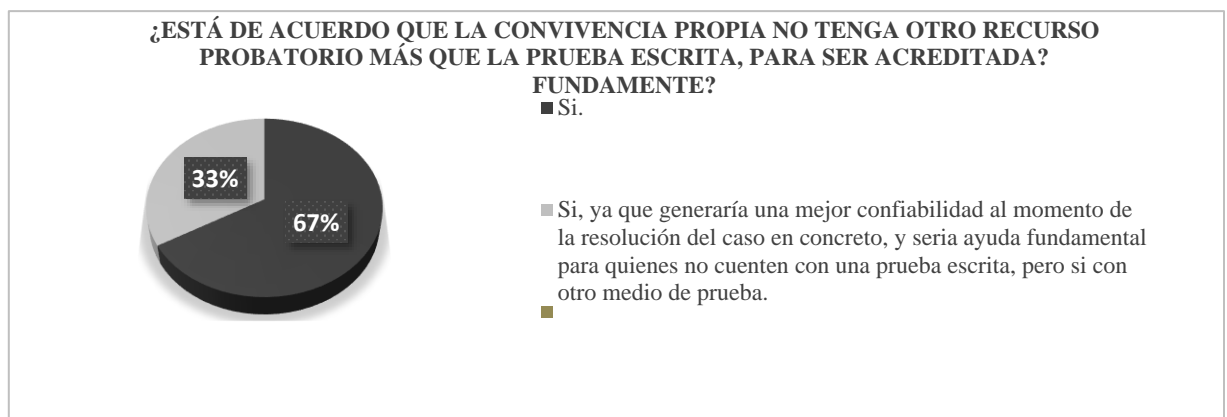 ¿ESTÁ DE ACUERDO QUE LA CONVIVENCIA PROPIA NO TENGA OTRO RECURSO
PROBATORIO MÁS QUE LA PRUEBA ESCRITA, PARA SER ACREDITADA?
FUNDAMENTE?
33%
67%
Si.
Si, ya que generaría una mejor confiabilidad al momento de
la resolución del caso en concreto, y seria ayuda fundamental
para quienes no cuenten con una prueba escrita, pero si con
otro medio de prueba.